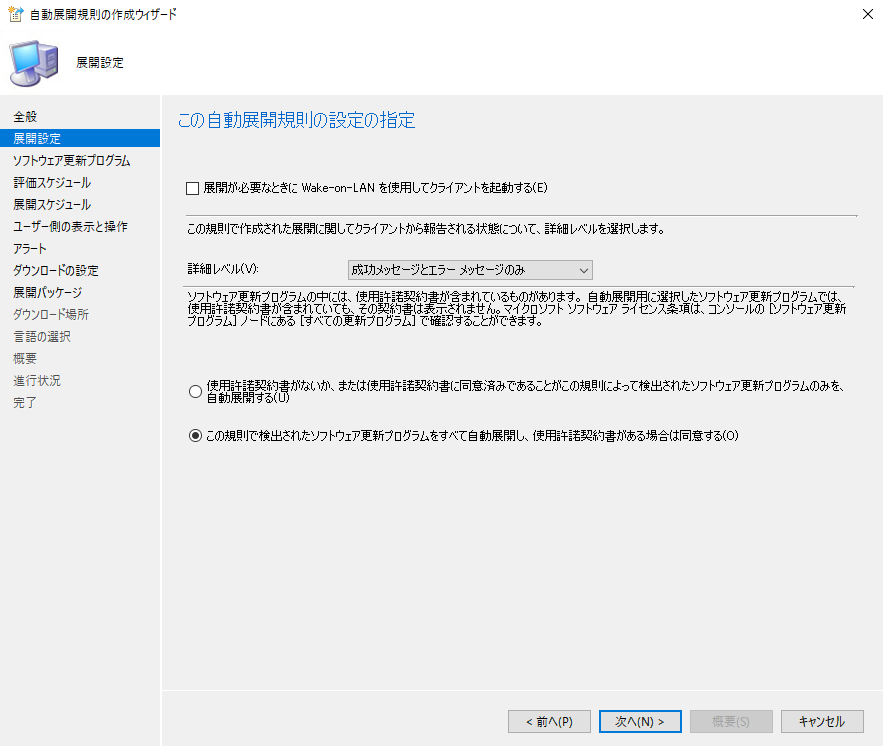 自動展開規則の作成ウィザード
展開設定
全般
展開設定
ソフトウェア更新プログラム
評価スケジュール
展開スケジュール
ユーザー側の表示と操作
アラート
ダウンロードの設定
展開パッケージ
ダウンロード場所
言語の選択
概要
進行状況
完了
この自動展開規則の設定の指定
展開が必要なときに Wake-on-LAN を使用してクライアントを起動する(E)
この規則で作成された展開に関してクライアントから報告される状態について、詳細レベルを選択します。
詳細レベル(V):
成功メッセージとエラー メッセージのみ
ソフトウェア更新プログラムの中には、使用許諾契約書が含まれているものがあります。自動展開用に選択したソフトウェア更新プログラムでは、
使用許諾契約書が含まれていても、その契約書は表示されません。マイクロソフト ソフトウェア ライセンス条項は、コンソールの [ソフトウェア更新
プログラム] ノードにある [すべての更新プログラム] で確認することができます。
使用許諾契約書がないか、または使用許諾契約書に同意済みであることがこの規則によって検出されたソフトウェア更新プログラムのみを、
自動展開する(U)
この規則で検出されたソフトウェア更新プログラムをすべて自動展開し、使用許諾契約書がある場合は同意する(O)
< 前へ(P)
次へ(N) >
概要(S)
キャンセル